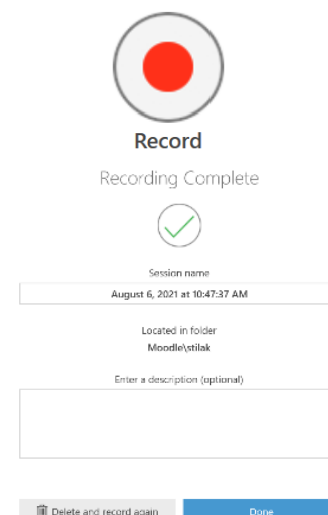 Record
Recording Complete
Session name
August 6, 2021 at 10:47:37 AM
Located in folder
Moodle\stilak
Enter a description (optional)
Delete and record again
Done